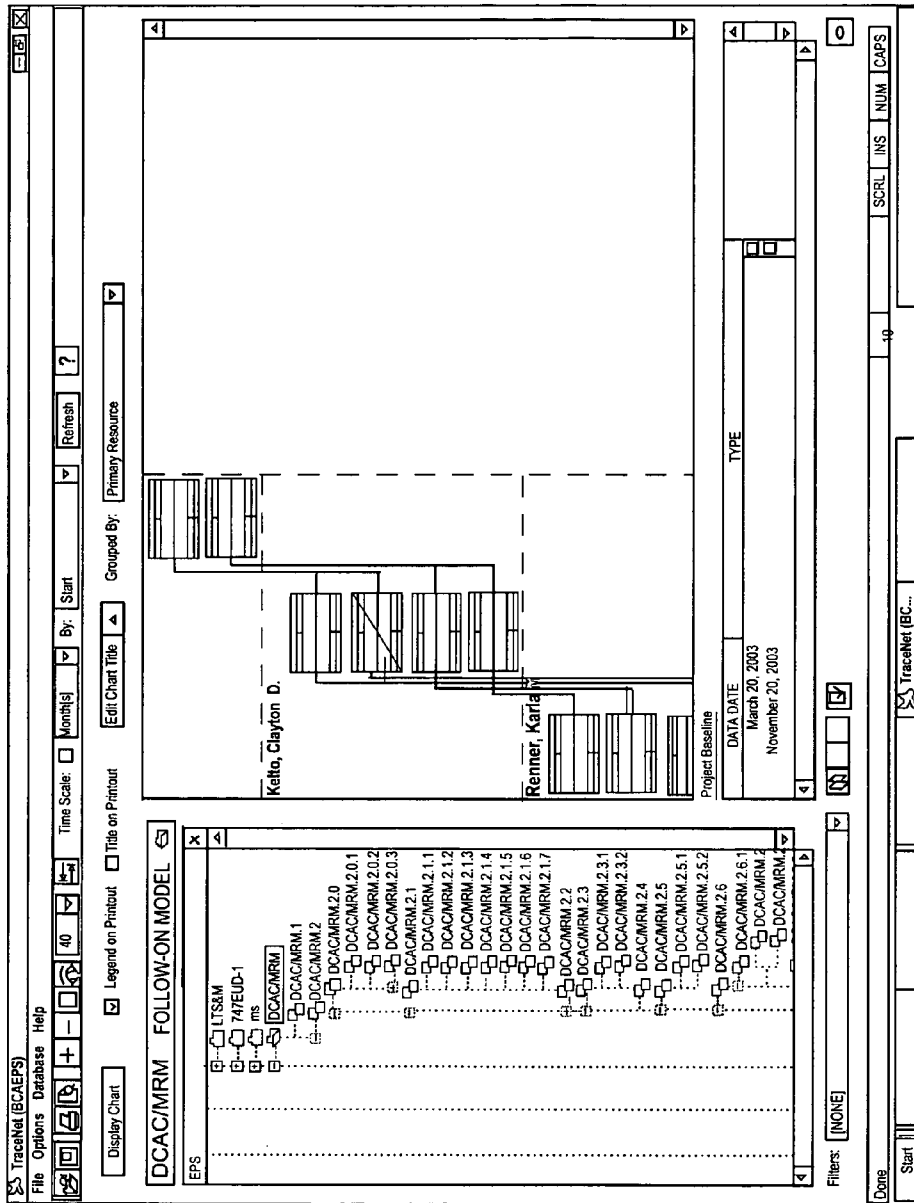 TraceNet (BCAEPS)
File Options Database Help
40 Time Scale: Month[s] By: Start Refresh ?
Display Chart Legend on Printout Title on Printout Edit Chart Title Grouped By: Primary Resource
DCAC/MRM FOLLOW-ON MODEL
EPS X
LTS&M
747EUD-1
ms
DCAC/MRM
DCAC/MRM.1
DCAC/MRM.2
DCAC/MRM.2.0
DCAC/MRM.2.0.1
DCAC/MRM.2.0.2
DCAC/MRM.2.0.3
DCAC/MRM.2.1
DCAC/MRM.2.1.1
DCAC/MRM.2.1.2
DCAC/MRM.2.1.3
DCAC/MRM.2.1.4
DCAC/MRM.2.1.5
DCAC/MRM.2.1.6
DCAC/MRM.2.1.7
DCAC/MRM.2.2
DCAC/MRM.2.3
DCAC/MRM.2.3.1
DCAC/MRM.2.3.2
DCAC/MRM.2.4
DCAC/MRM.2.5
DCAC/MRM.2.5.1
DCAC/MRM.2.5.2
DCAC/MRM.2.6
DCAC/MRM.2.6.1
DCAC/MRM.2
DCAC/MRM.2
Ketto, Clayton D.
Renner, Karla
Project Baseline
DATA DATE TYPE
March 20, 2003
November 20, 2003
Filters: [NONE]
Done 10 SCRL INS NUM CAPS
Start TraceNet (BC...